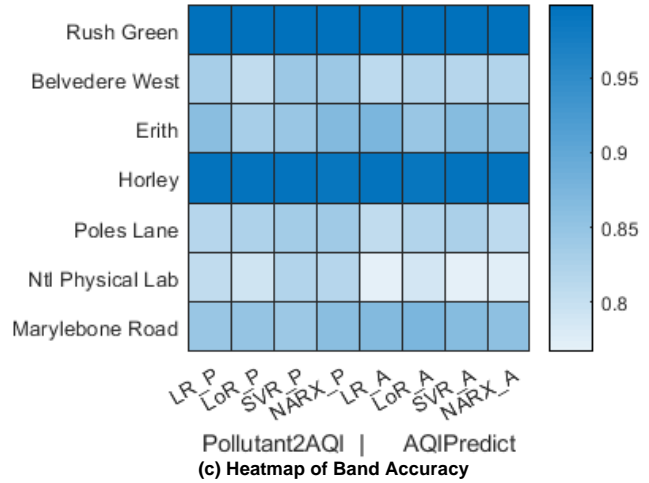 Rush Green
Belvedere West
Erith
Horley
Poles Lane
Ntl Physical Lab
Marylebone Road
0.95
0.9
0.85
0.8
LR_P
LoR_P
SVR_P
NARX_P
LR_A
LoR_A
SVR_A
NARX_A
Pollutant2AQI | AQIPredict
(c) Heatmap of Band Accuracy